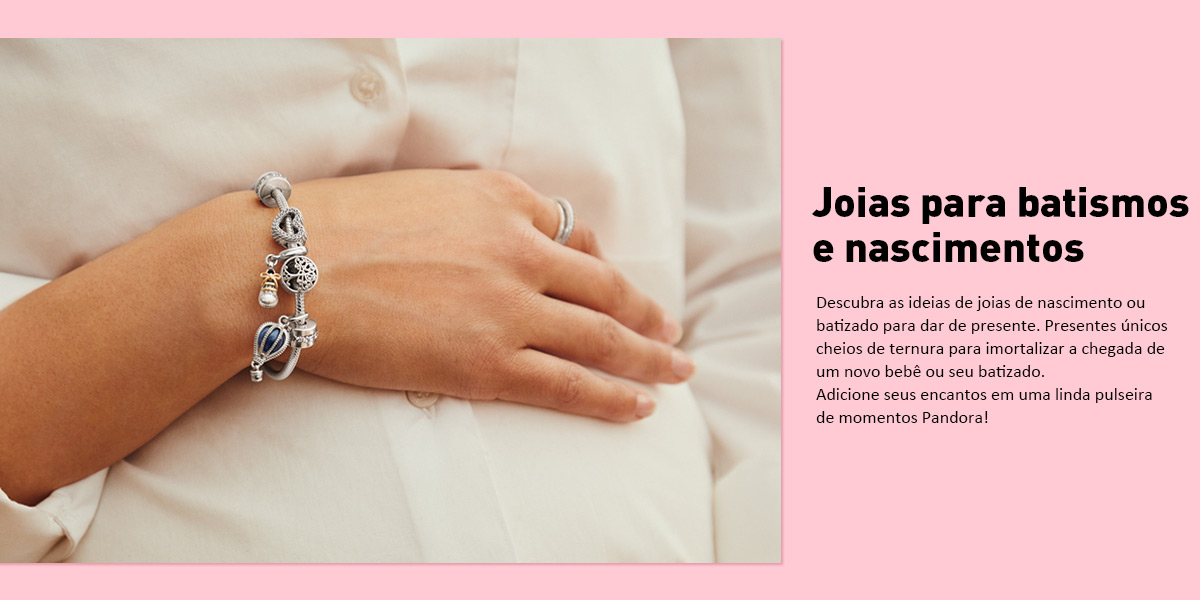 Joias para batismos
e nascimentos
Descubra as ideias de joias de nascimento ou
batizado para dar de presente. Presentes únicos
cheios de ternura para imortalizar a chegada de
um novo bebê ou seu batizado.
Adicione seus encantos em uma linda pulseira
de momentos Pandora!